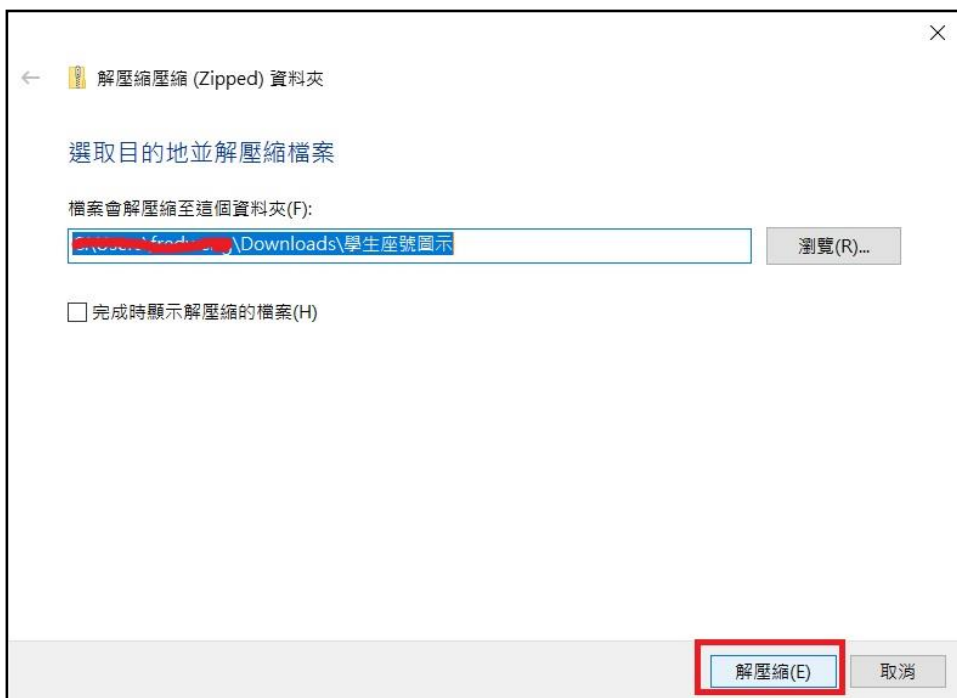 解壓縮壓縮 (Zipped) 資料夾
選取目的地並解壓縮檔案
檔案會解壓縮至這個資料夾(F):
\Downloads\學生座號圖示
瀏覽(R)...
完成時顯示解壓縮的檔案(H)
解壓縮(E)
取消